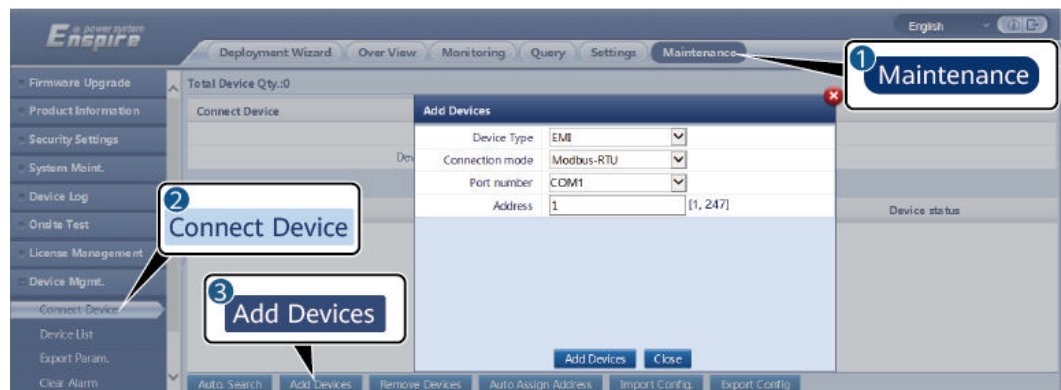 Enspire
English
Deployment Wizard Over View Monitoring Query Settings Maintenance
1 Maintenance
Firmware Upgrade
Total Device Qty.:0
Product Information
Connect Device
Add Devices
Security Settings
Device Type EMI
Dev
Connection mode Modbus-RTU
System Maint.
Port number COM1
Device Log
Address 1 [1, 247]
Device status
2 Connect Device
Onsite Test
License Management
Device Mgmt.
3 Add Devices
Connect Device
Device List
Export Param.
Add Devices Close
Clear Alarm
Auto. Search Add Devices Remove Devices Auto Assign Address Import Config. Export Config